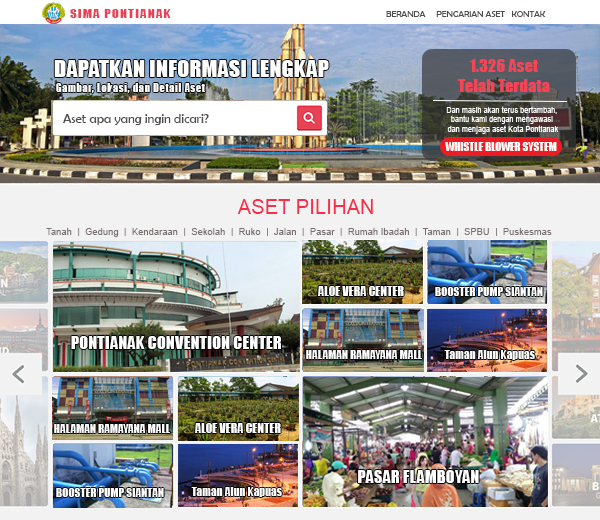 SIMA PONTIANAK
BERANDA PENCARIAN ASET KONTAK
DAPATKAN INFORMASI LENGKAP
Gambar, Lokasi, dan Detail Aset
Aset apa yang ingin dicari?
1.326 Aset
Telah Terdata
Dan masih akan terus bertambah,
bantu kami dengan mengawasi
dan menjaga aset Kota Pontianak
WHISTLE BLOWER SYSTEM
ASET PILIHAN
Tanah | Gedung | Kendaraan | Sekolah | Ruko | Jalan | Pasar | Rumah Ibadah | Taman | SPBU | Puskesmas
PONTIANAK CONVENTION CENTER
ALOE VERA CENTER
BOOSTER PUMP SIANTAN
HALAMAN RAMAYANA MALL
Taman Alun Kapuas
HALAMAN RAMAYANA MALL
ALOE VERA CENTER
BOOSTER PUMP SIANTAN
Taman Alun Kapuas
PASAR FLAMBOYAN